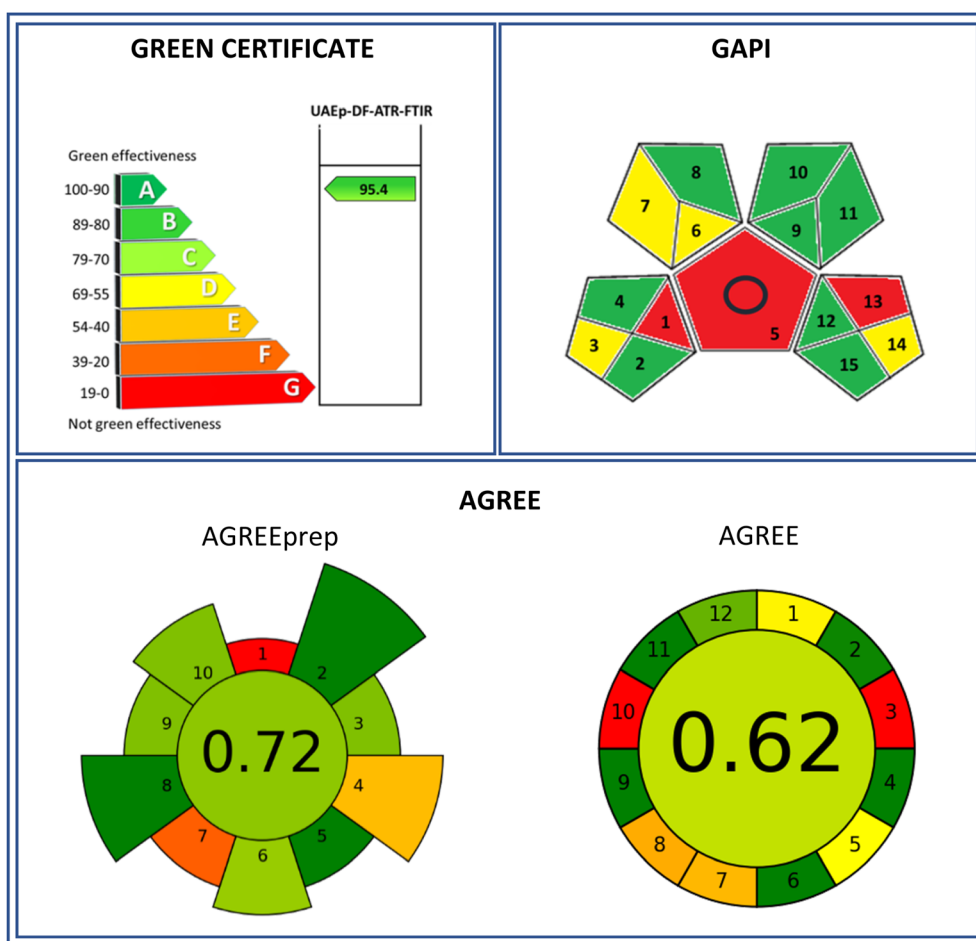 GREEN CERTIFICATE
UAEp-DF-ATR-FTIR
Green effectiveness
100-90 A 95.4
89-80 B
79-70 C
69-55 D
54-40 E
39-20 F
19-0 G
Not green effectiveness
GAPI
8 10
7 11
6 9
4 1 5 12 13
3 14
2 15
AGREE
AGREEprep
1
10 2
9 3
0.72
8 4
7 5
6
AGREE
12 1
11 2
10 3
0.62
9 4
8 5
7 6